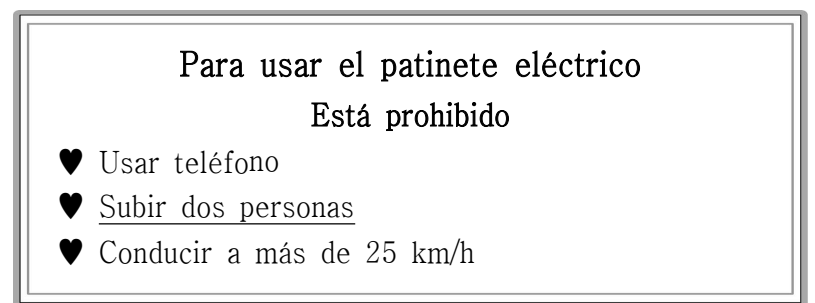 Para usar el patinete eléctrico
Está prohibido
♥ Usar teléfono
♥ Subir dos personas
♥ Conducir a más de 25 km/h